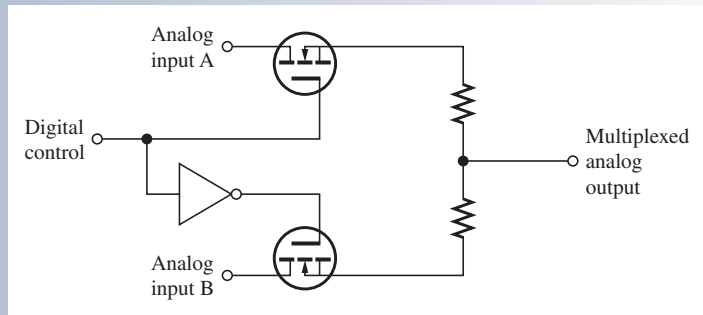 Analog
input A
Digital
control
Multiplexed
analog
output
Analog
input B